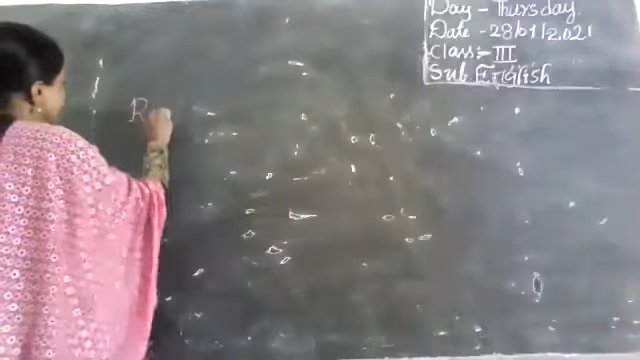 Day - Thursday
Date - 28/01/2021
Class:- III
Sub English
R